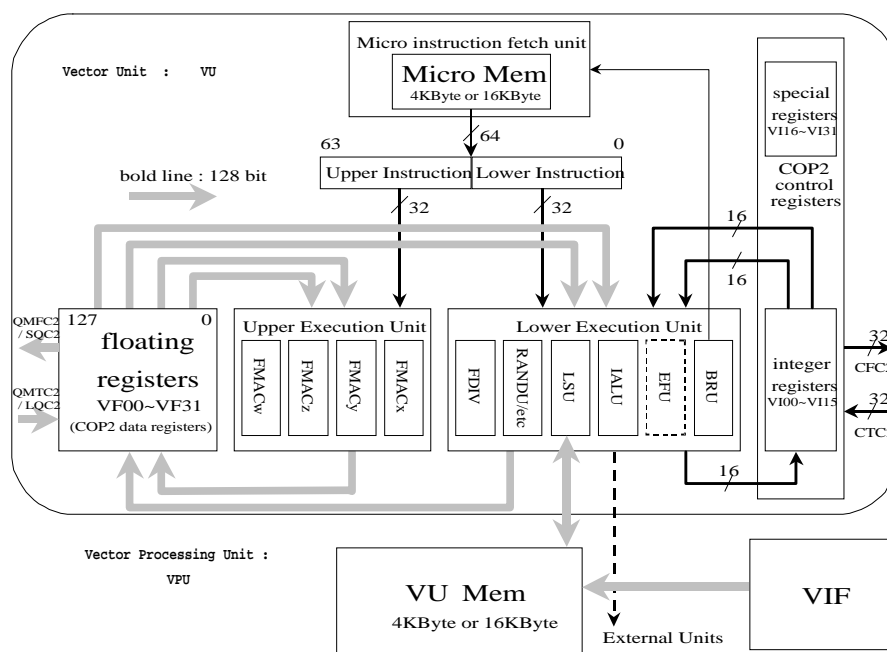 Micro instruction fetch unit
Vector Unit : VU
Micro Mem
4KByte or 16KByte
special
registers
VI16~VI31
COP2
control
registers
64
63
0
bold line : 128 bit
Upper Instruction
Lower Instruction
32
32
16
16
QMFC2
/ SQC2
127
0
floating
registers
VF00~VF31
(COP2 data registers)
QMTC2
/ LQC2
Upper Execution Unit
FMACw
FMACz
FMACy
FMACx
Lower Execution Unit
FDIV
RANDU/etc
LSU
IALU
EFU
BRU
integer
registers
VI00~VI15
32
CFC2
32
CTC
16
Vector Processing Unit :
VPU
VU Mem
4KByte or 16KByte
VIF
External Units